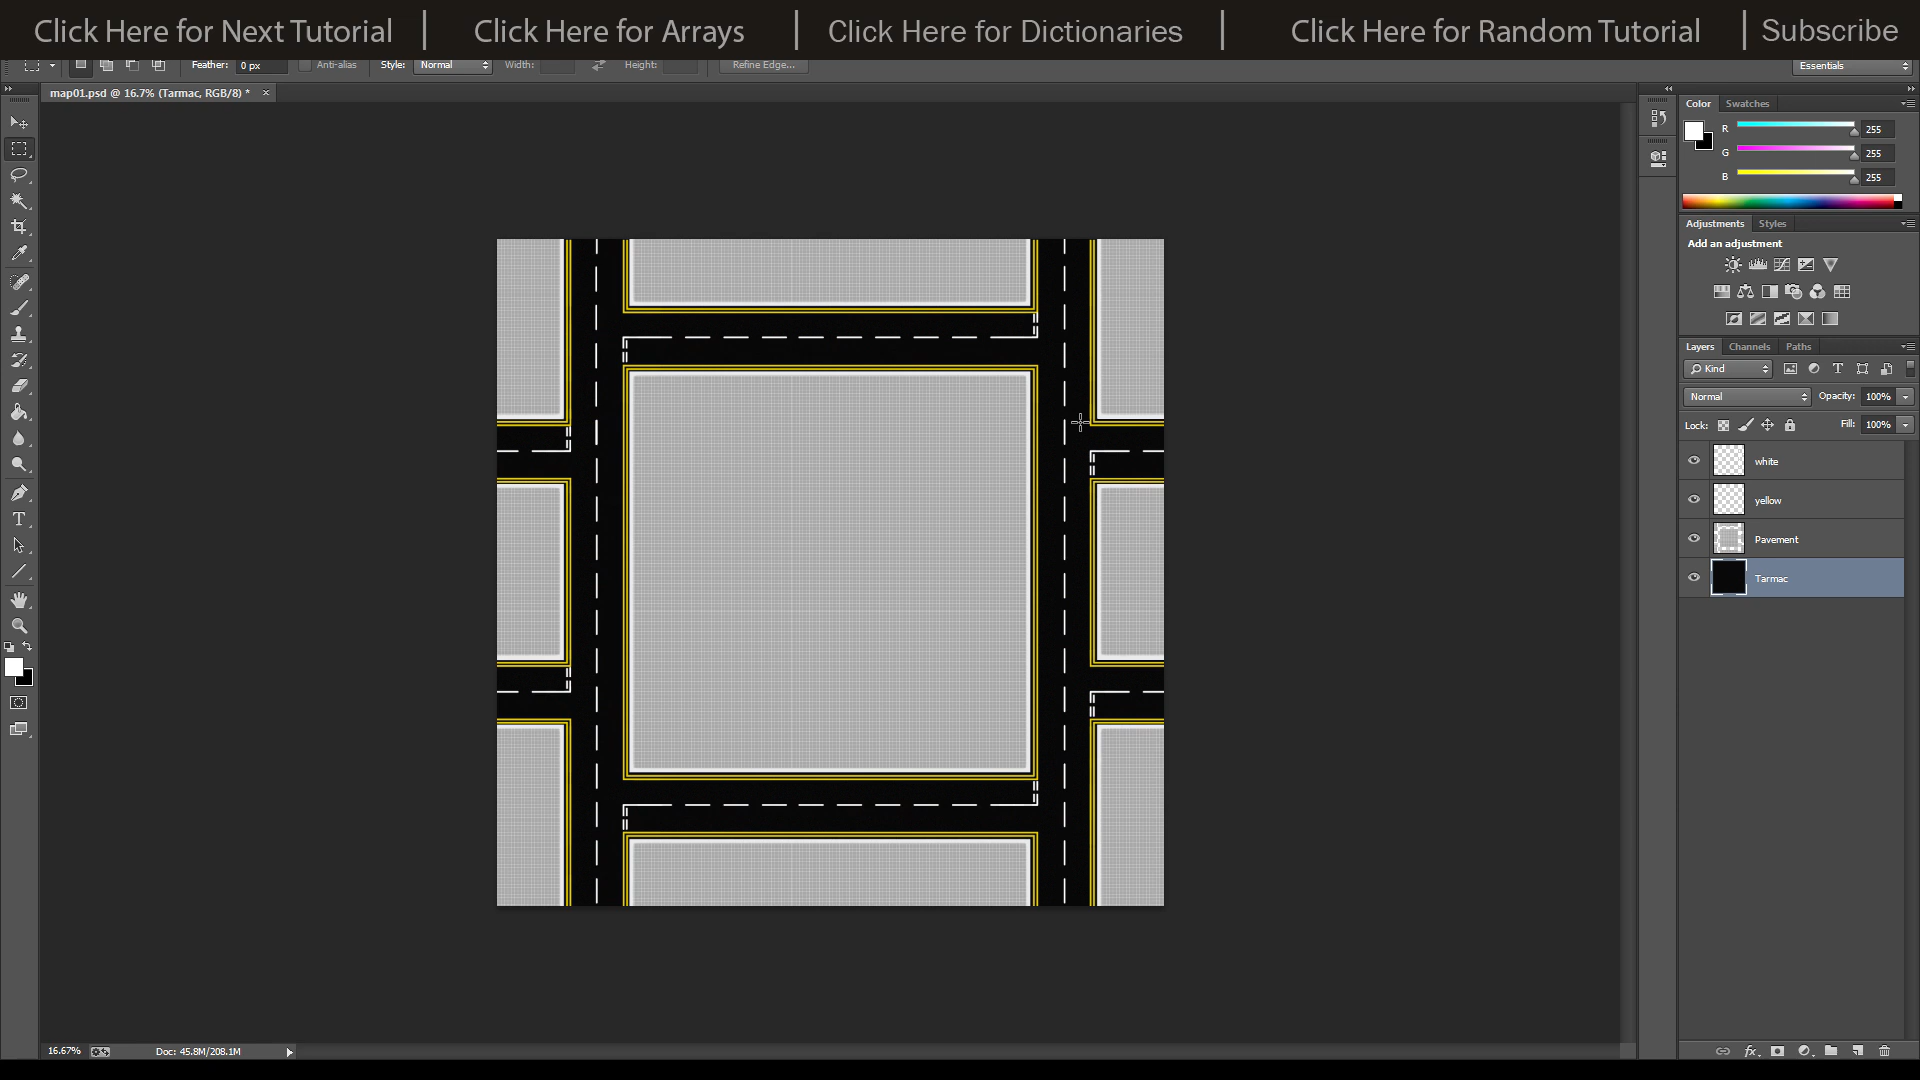 Click Here for Next Tutorial | Click Here for Arrays | Click Here for Dictionaries | Click Here for Random Tutorial | Subscribe
Feather: 0 px Anti-alias Style: Normal Width: Height: Refine Edge... Essentials
map01.psd @ 16.7% (Tarmac, RGB/8) * ×
Color Swatches
R 255
G 255
B 255
Adjustments Styles
Add an adjustment
Layers Channels Paths
Kind
Normal Opacity: 100%
Lock: Fill: 100%
white
yellow
Pavement
Tarmac
16.67% Doc: 45.8M/208.1M